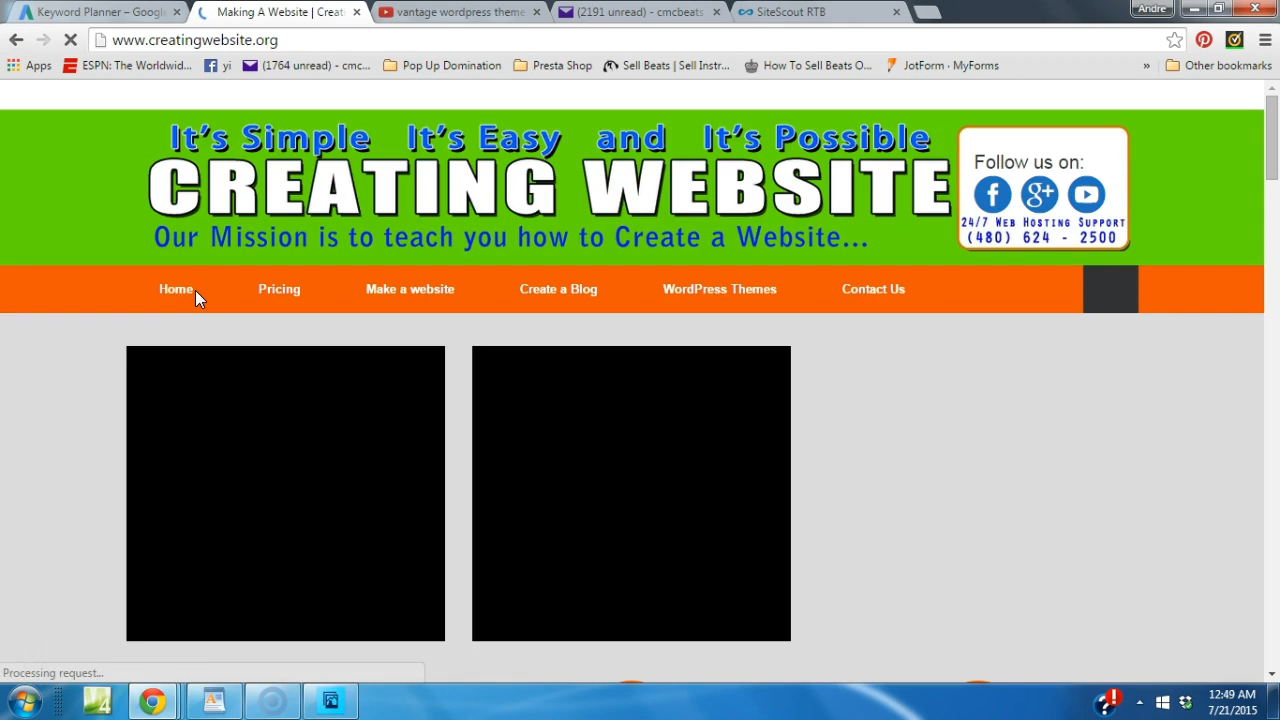 Keyword Planner – Googl
Making A Website | Creati
vantage wordpress theme
(2191 unread) - cmcbeats
SiteScout RTB
Andre
www.creatingwebsite.org
Apps
ESPN: The Worldwid...
yi
(1764 unread) - cmc...
Pop Up Domination
Presta Shop
Sell Beats | Sell Instr...
How To Sell Beats O...
JotForm · MyForms
»
Other bookmarks
It's Simple It's Easy and It's Possible
CREATING WEBSITE
Our Mission is to teach you how to Create a Website...
Follow us on:
24/7 Web Hosting Support
(480) 624 - 2500
Home
Pricing
Make a website
Create a Blog
WordPress Themes
Contact Us
Processing request...
12:49 AM
7/21/2015